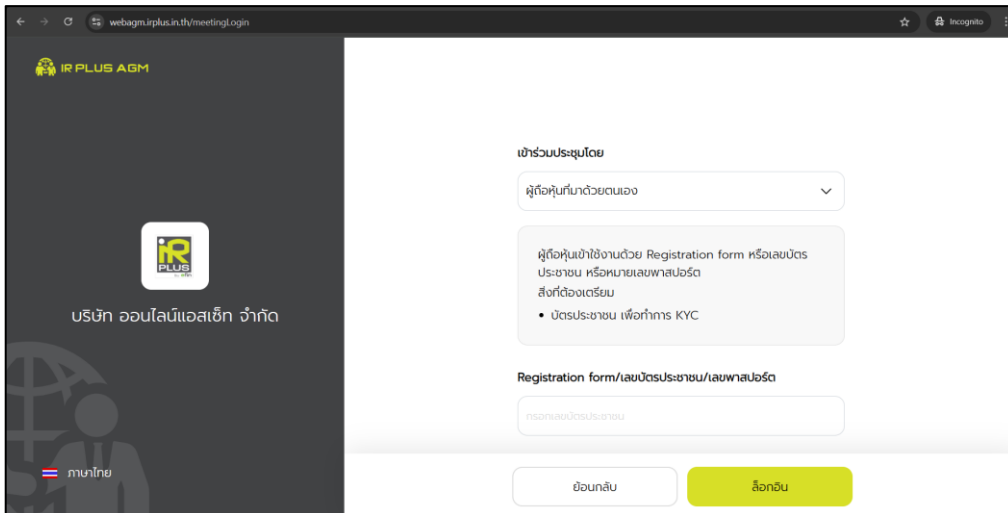 webagm.irplus.in.th/meetingLogin
Incognito
IR PLUS AGM
iR
PLUS
บริษัท ออนไลน์แอสเซ็ท จำกัด
ภาษาไทย
เข้าร่วมประชุมโดย
ผู้ถือหุ้นที่มาด้วยตนเอง
ผู้ถือหุ้นเข้าใช้งานด้วย Registration form หรือเลขบัตร
ประชาชน หรือหมายเลขพาสปอร์ต
สิ่งที่ต้องเตรียม
• บัตรประชาชน เพื่อทำการ KYC
Registration form/เลขบัตรประชาชน/เลขพาสปอร์ต
กรอกเลขบัตรประชาชน
ย้อนกลับ
ล็อกอิน